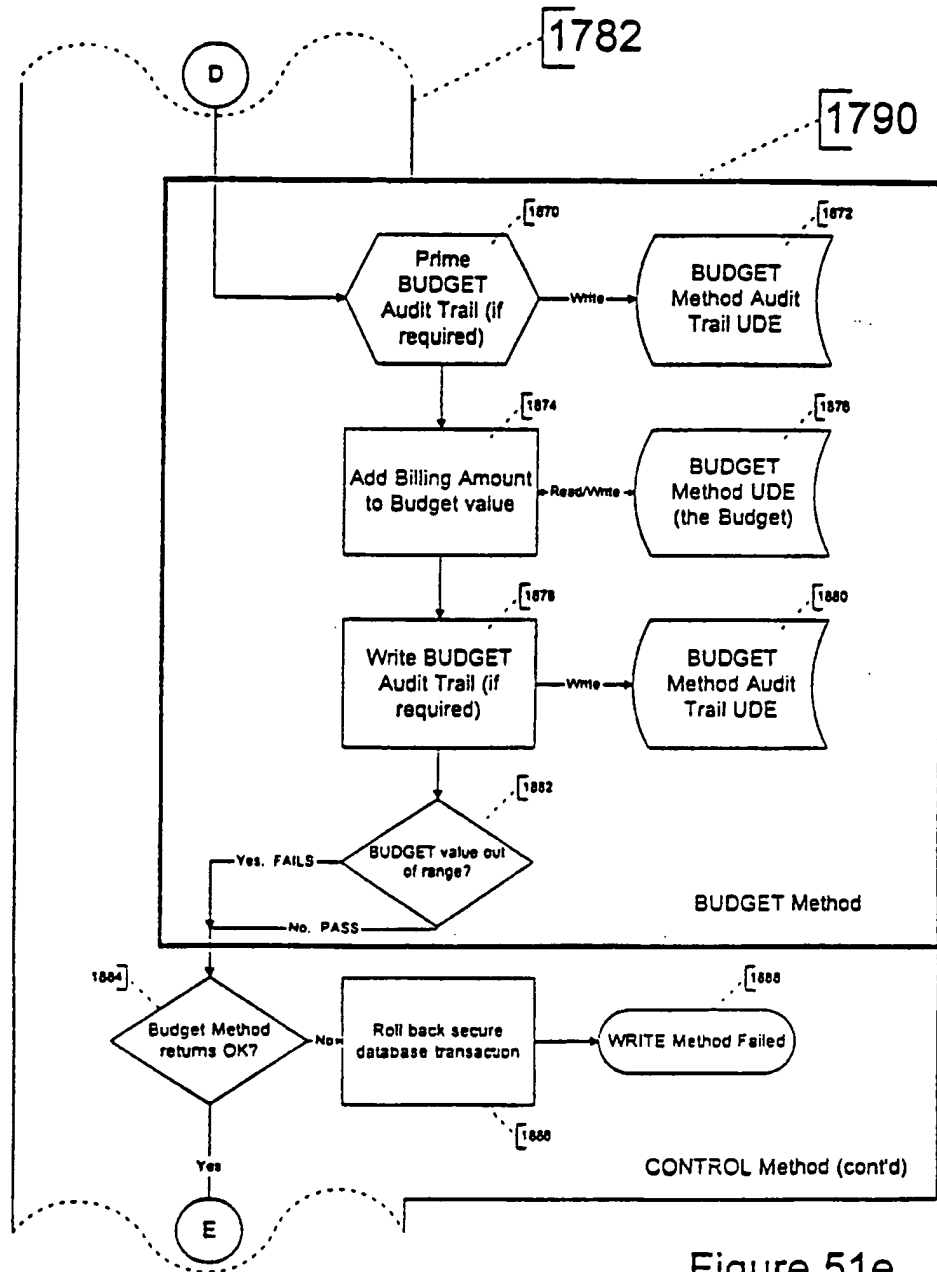 1782
D
1790
1870
1872
Prime
BUDGET
Audit Trail (if
required)
Write
BUDGET
Method Audit
Trail UDE
1874
1876
Add Billing Amount
to Budget value
Read/Write
BUDGET
Method UDE
(the Budget)
1878
1880
Write BUDGET
Audit Trail (if
required)
Write
BUDGET
Method Audit
Trail UDE
1882
BUDGET value out
of range?
Yes, FAILS
No, PASS
BUDGET Method
1884
1888
Budget Method
returns OK?
No
Roll back secure
database transaction
WRITE Method Failed
1886
Yes
CONTROL Method (cont'd)
E
Figure 51e